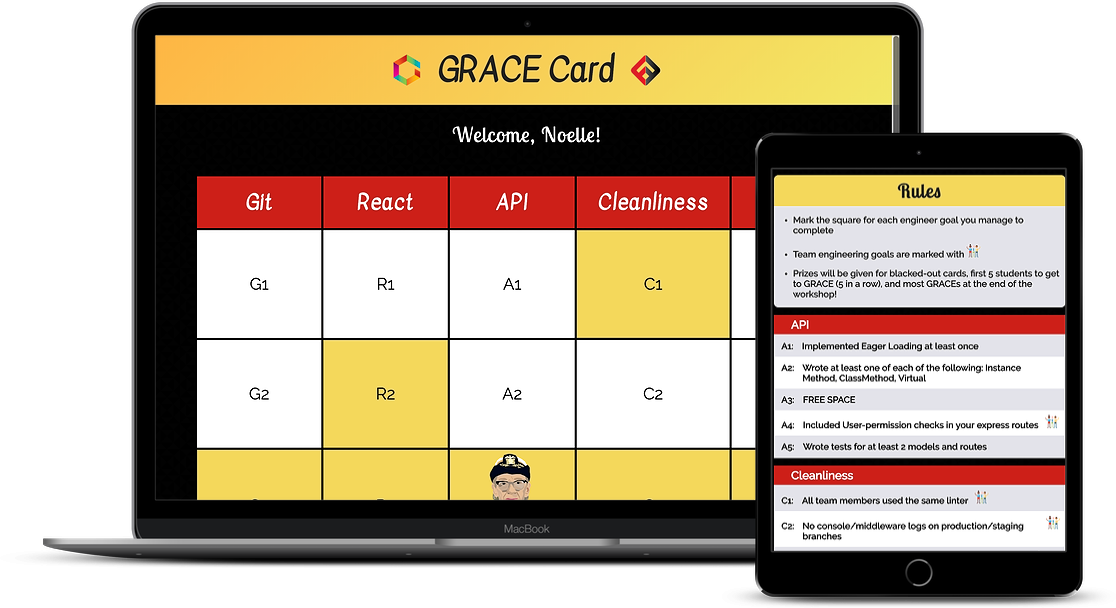 GRACE Card
Welcome, Noelle!
Git React API Cleanliness
G1 R1 A1 C1
G2 R2 A2 C2
MacBook
Rules
• Mark the square for each engineer goal you manage to
complete
• Team engineering goals are marked with
• Prizes will be given for blacked-out cards, first 5 students to get
to GRACE (5 in a row), and most GRACEs at the end of the
workshop!
API
A1: Implemented Eager Loading at least once
A2: Wrote at least one of each of the following: Instance
Method, ClassMethod, Virtual
A3: FREE SPACE
A4: Included User-permission checks in your express routes
A5: Wrote tests for at least 2 models and routes
Cleanliness
C1: All team members used the same linter
C2: No console/middleware logs on production/staging
branches